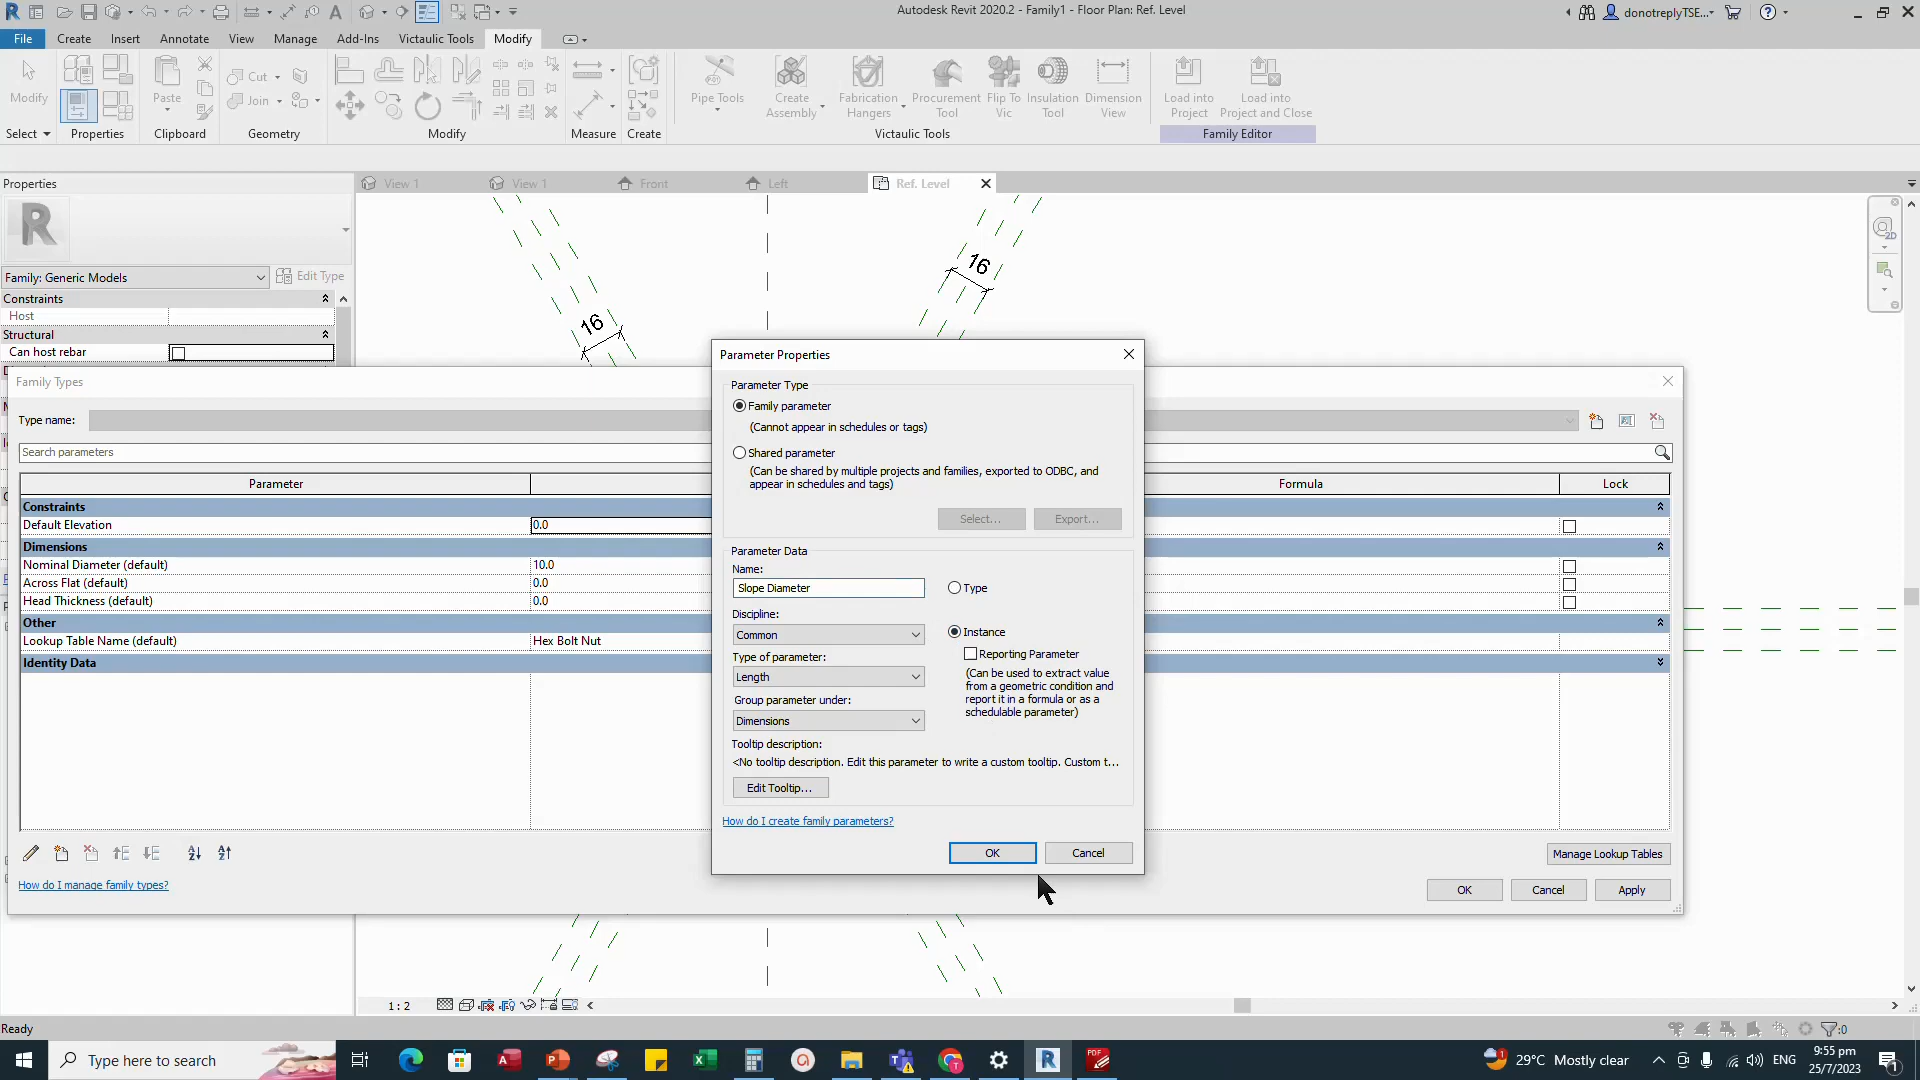 Autodesk Revit 2020.2 - Family1 - Floor Plan: Ref. Level
donotreplyTSE...
File Create Insert Annotate View Manage Add-Ins Victaulic Tools Modify
Modify
Paste
Cut
Join
Pipe Tools
Create Assembly
Fabrication Hangers
Procurement Tool
Flip To Vic
Insulation Tool
Dimension View
Load into Project
Load into Project and Close
Select Properties Clipboard Geometry Modify Measure Create Victaulic Tools Family Editor
Properties
View 1 View 1 Front Left Ref. Level
R
Family: Generic Models
Edit Type
Constraints
Host
Structural
Can host rebar
16
16
2D
Family Types
Type name:
Search parameters
Parameter Formula Lock
Constraints
Default Elevation 0.0
Dimensions
Nominal Diameter (default) 10.0
Across Flat (default) 0.0
Head Thickness (default) 0.0
Other
Lookup Table Name (default) Hex Bolt Nut
Identity Data
How do I manage family types?
Manage Lookup Tables
OK Cancel Apply
Parameter Properties
Parameter Type
Family parameter
(Cannot appear in schedules or tags)
Shared parameter
(Can be shared by multiple projects and families, exported to ODBC, and
appear in schedules and tags)
Select... Export...
Parameter Data
Name:
Slope Diameter
Type
Discipline:
Common
Instance
Reporting Parameter
Type of parameter:
Length
(Can be used to extract value
from a geometric condition and
report it in a formula or as a
schedulable parameter)
Group parameter under:
Dimensions
Tooltip description:
<No tooltip description. Edit this parameter to write a custom tooltip. Custom t...
Edit Tooltip...
How do I create family parameters?
OK Cancel
1 : 2
Ready
:0
Type here to search
29°C Mostly clear
ENG
9:55 pm
25/7/2023